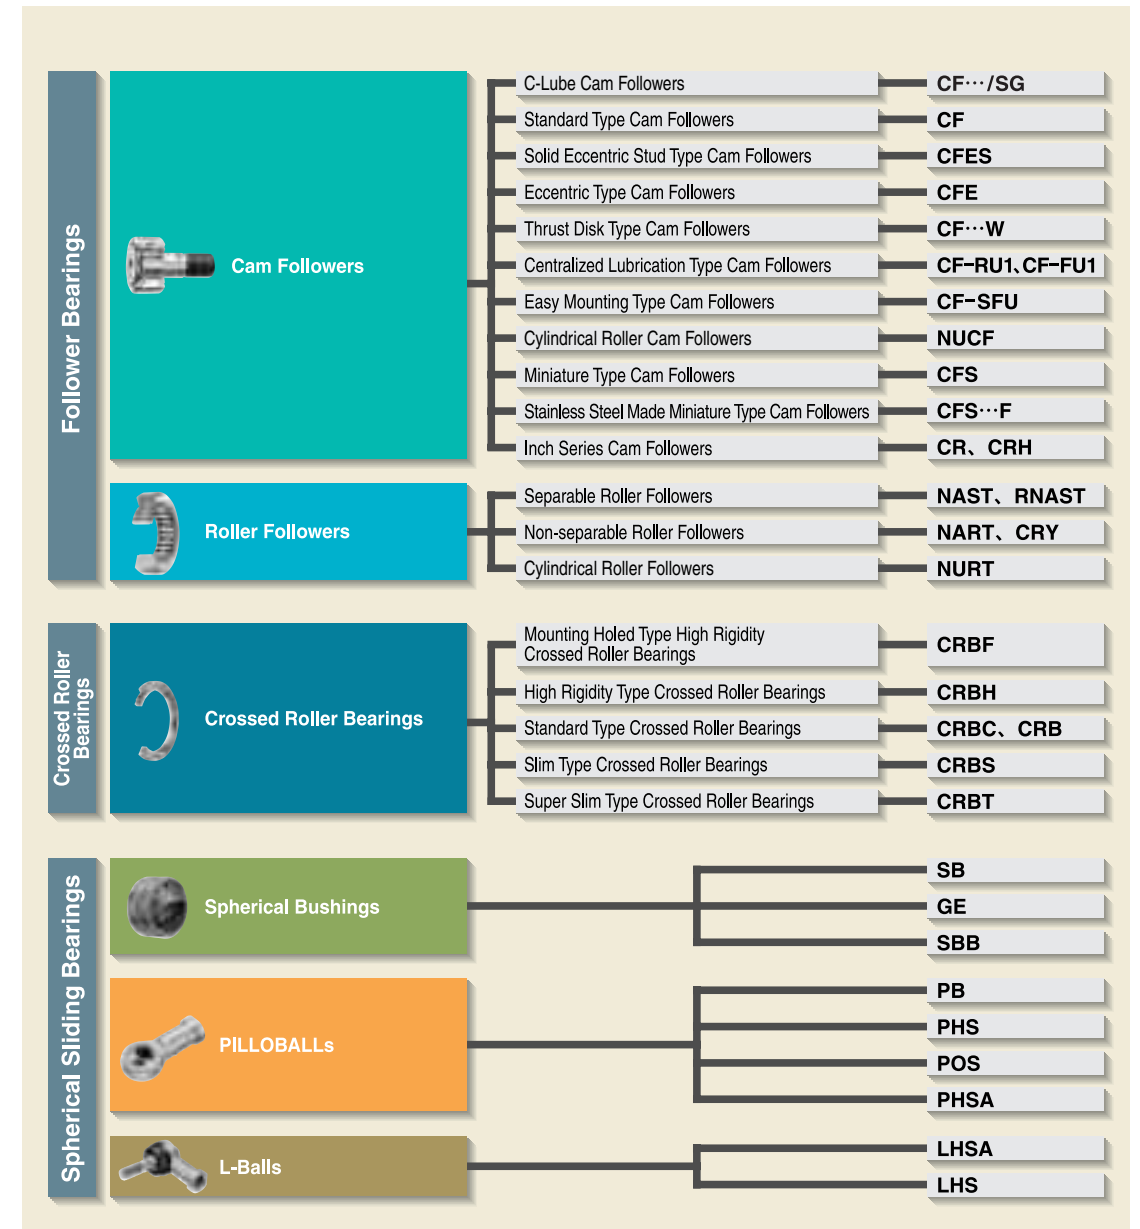 Follower Bearings
Cam Followers
C-Lube Cam Followers
CF···/SG
Standard Type Cam Followers
CF
Solid Eccentric Stud Type Cam Followers
CFES
Eccentric Type Cam Followers
CFE
Thrust Disk Type Cam Followers
CF···W
Centralized Lubrication Type Cam Followers
CF-RU1、CF-FU1
Easy Mounting Type Cam Followers
CF-SFU
Cylindrical Roller Cam Followers
NUCF
Miniature Type Cam Followers
CFS
Stainless Steel Made Miniature Type Cam Followers
CFS···F
Inch Series Cam Followers
CR、CRH
Roller Followers
Separable Roller Followers
NAST、RNAST
Non-separable Roller Followers
NART、CRY
Cylindrical Roller Followers
NURT
Crossed Roller
Bearings
Crossed Roller Bearings
Mounting Holed Type High Rigidity
Crossed Roller Bearings
CRBF
High Rigidity Type Crossed Roller Bearings
CRBH
Standard Type Crossed Roller Bearings
CRBC、CRB
Slim Type Crossed Roller Bearings
CRBS
Super Slim Type Crossed Roller Bearings
CRBT
Spherical Sliding Bearings
Spherical Bushings
SB
GE
SBB
PILLOBALLs
PB
PHS
POS
PHSA
L-Balls
LHSA
LHS